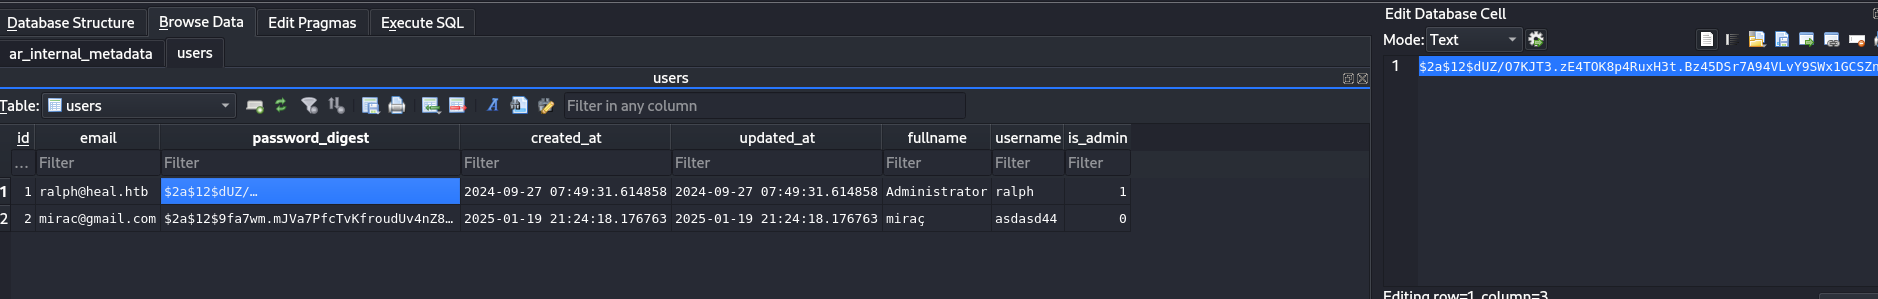 Database Structure Browse Data Edit Pragmas Execute SQL
ar_internal_metadata users
users
Table: users Filter in any column
id email password_digest created_at updated_at fullname username is_admin
... Filter Filter Filter Filter Filter Filter Filter
1 1 ralph@heal.htb $2a$12$dUZ/… 2024-09-27 07:49:31.614858 2024-09-27 07:49:31.614858 Administrator ralph 1
2 2 mirac@gmail.com $2a$12$9fa7wm.mJVa7PfcTvKfroudUv4nZ8… 2025-01-19 21:24:18.176763 2025-01-19 21:24:18.176763 miraç asdasd44 0
Edit Database Cell
Mode: Text
1 $2a$12$dUZ/O7KJT3.zE4TOK8p4RuxH3t.Bz45DSr7A94VLvY9SWx1GCSZn
Editing row=1, column=3